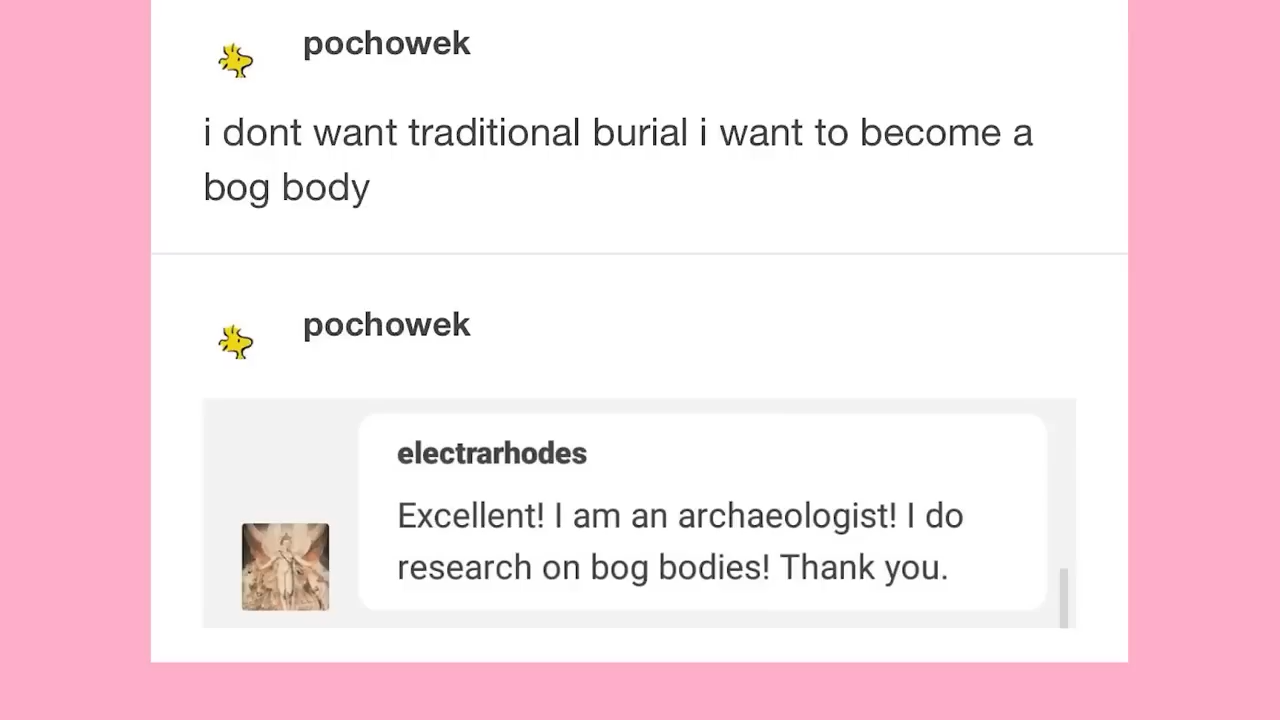 pochowek
i dont want traditional burial i want to become a
bog body
pochowek
electrarhodes
Excellent! I am an archaeologist! I do
research on bog bodies! Thank you.